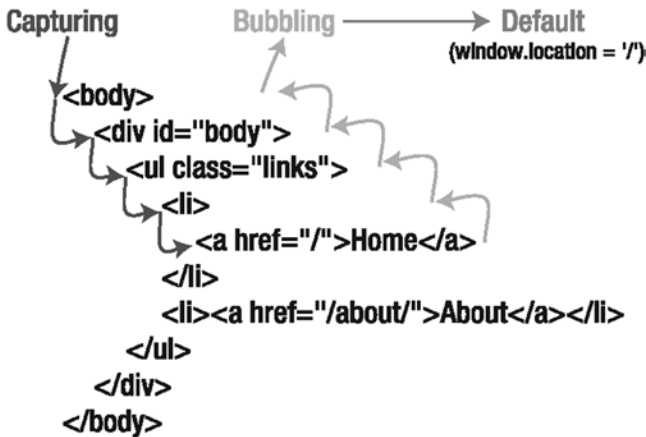 Capturing Bubbling Default
(window.location = '/')
<body>
<div id="body">
<ul class="links">
<li>
<a href="/">Home</a>
</li>
<li><a href="/about/">About</a></li>
</ul>
</div>
</body>